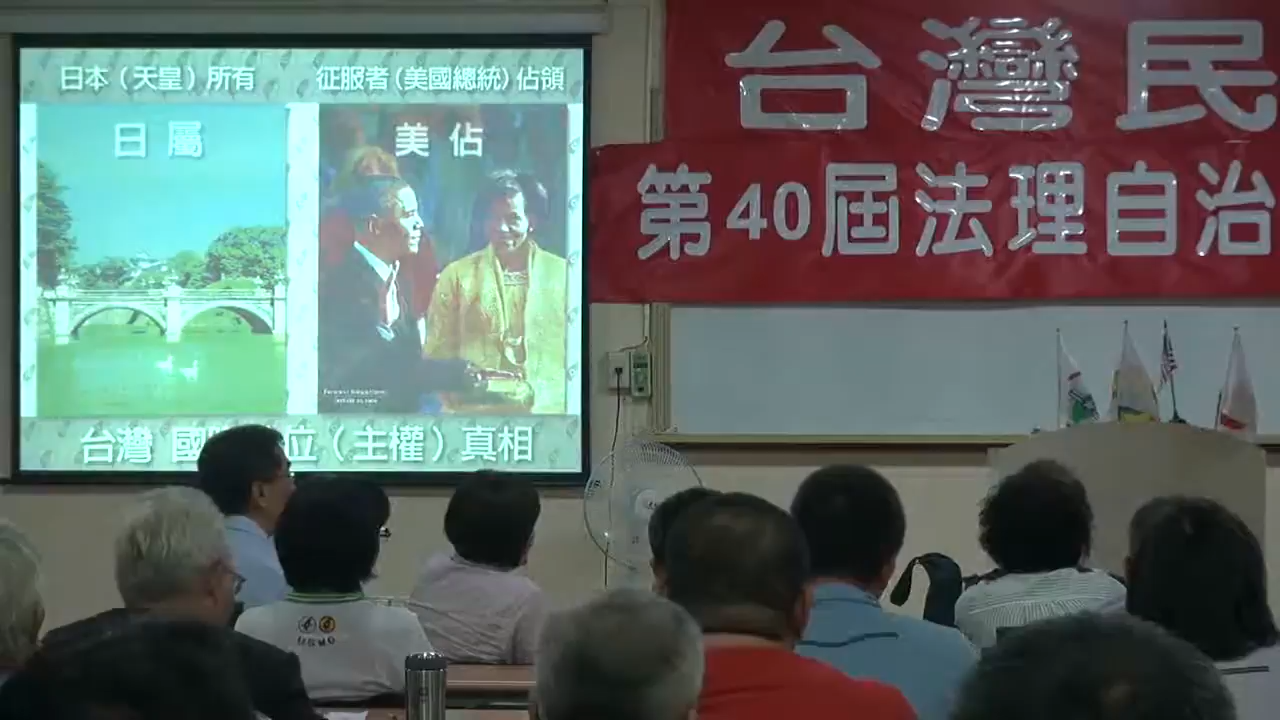 日本（天皇）所有
征服者（美國總統）佔領
日屬
美佔
台灣 國
立（主權）真相
台灣民
第40屆法理自治